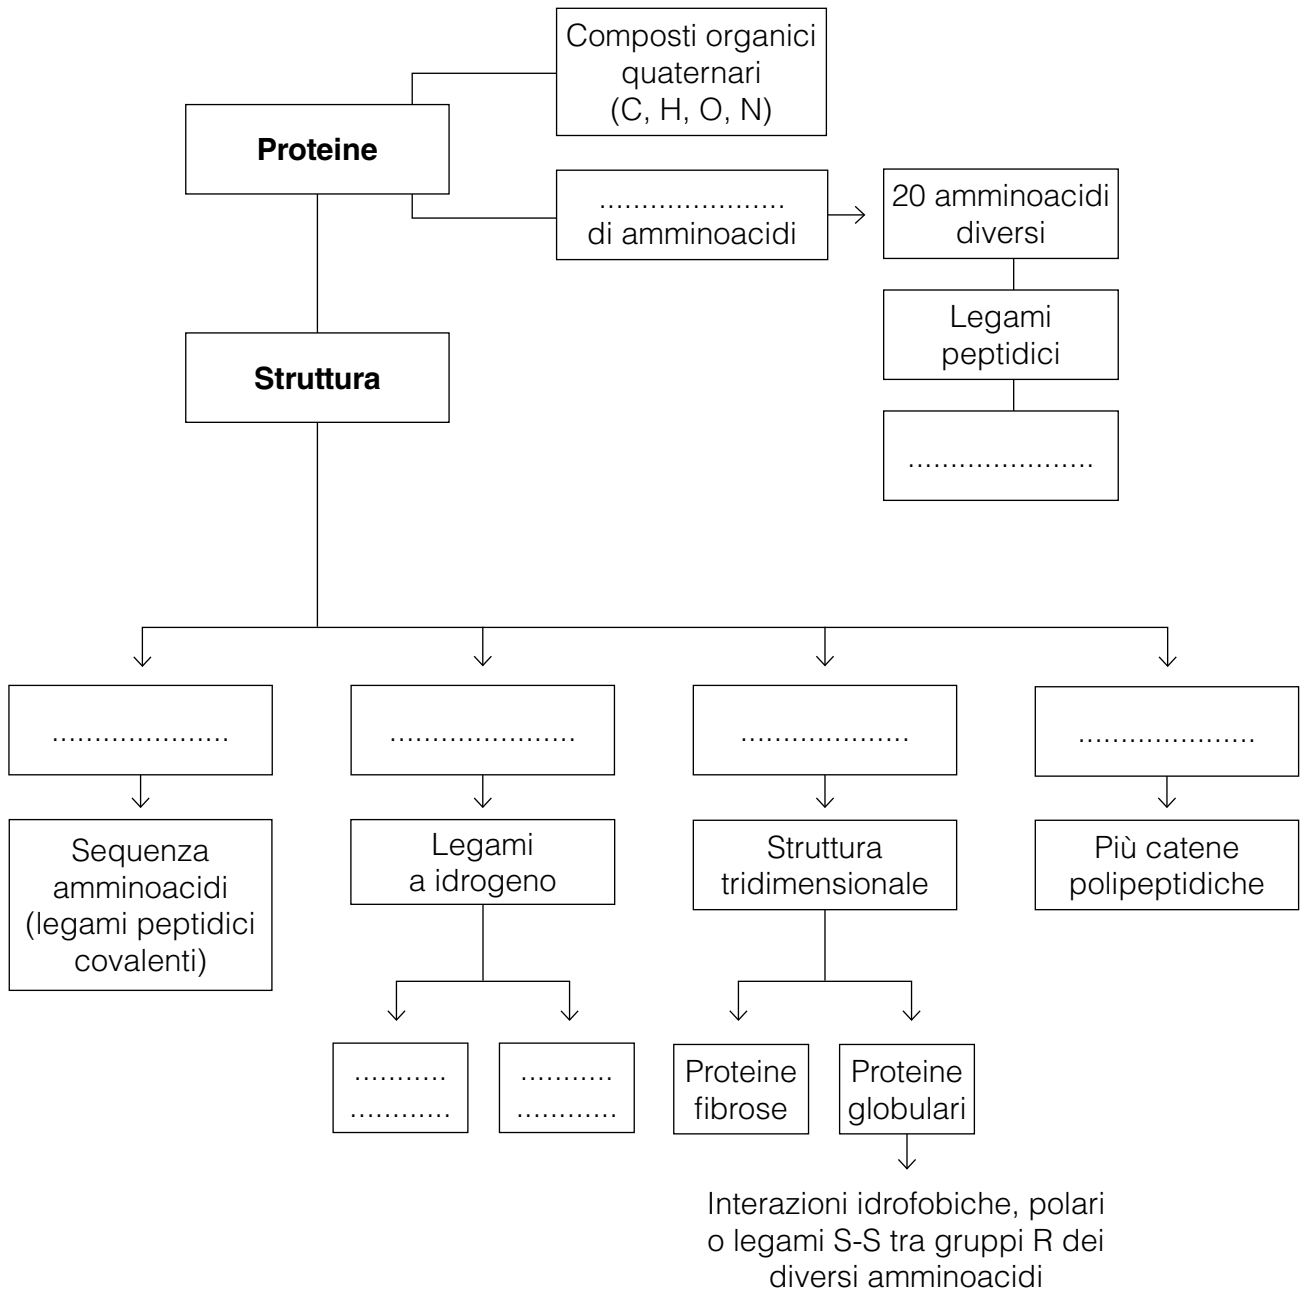 Composti organici
quaternari
(C, H, O, N)
Proteine
......................
di amminoacidi
20 amminoacidi
diversi
Legami
peptidici
Struttura
......................
.....................
......................
....................
.....................
Sequenza
amminoacidi
(legami peptidici
covalenti)
Legami
a idrogeno
Struttura
tridimensionale
Più catene
polipeptidiche
...........
............
...........
............
Proteine
fibrose
Proteine
globulari
Interazioni idrofobiche, polari
o legami S-S tra gruppi R dei
diversi amminoacidi